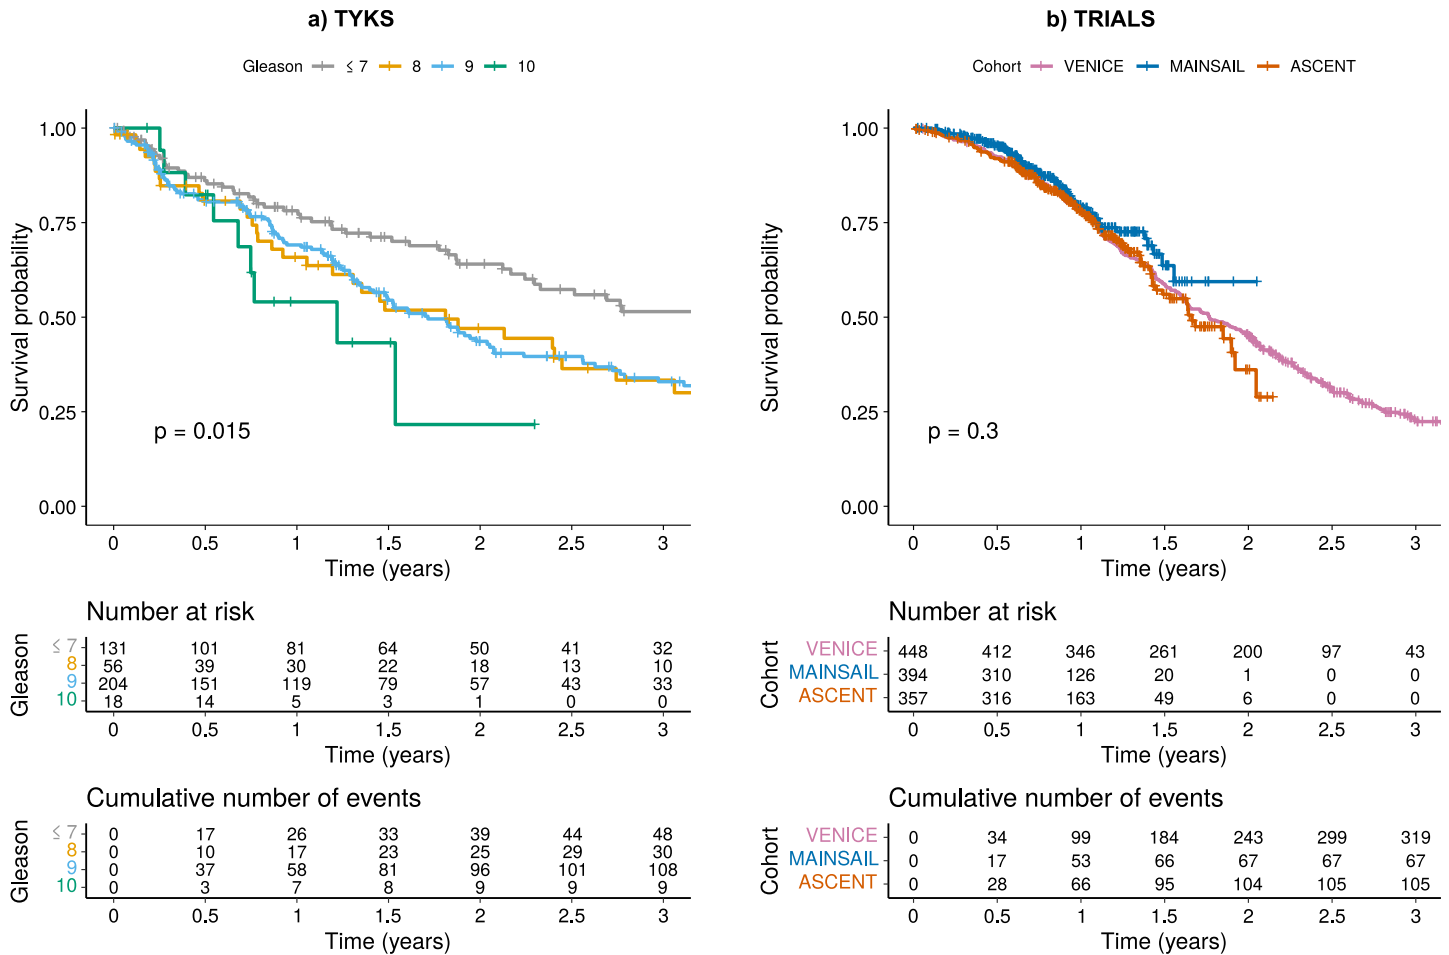 a) TYKS
Gleason ≤ 7 8 9 10
Survival probability
1.00
0.75
0.50
0.25
0.00
p = 0.015
0 0.5 1 1.5 2 2.5 3
Time (years)
Number at risk
Gleason
≤ 7 131 101 81 64 50 41 32
8 56 39 30 22 18 13 10
9 204 151 119 79 57 43 33
10 18 14 5 3 1 0 0
0 0.5 1 1.5 2 2.5 3
Time (years)
Cumulative number of events
Gleason
≤ 7 0 17 26 33 39 44 48
8 0 10 17 23 25 29 30
9 0 37 58 81 96 101 108
10 0 3 7 8 9 9 9
0 0.5 1 1.5 2 2.5 3
Time (years)
b) TRIALS
Cohort VENICE MAINSAIL ASCENT
Survival probability
1.00
0.75
0.50
0.25
0.00
p = 0.3
0 0.5 1 1.5 2 2.5 3
Time (years)
Number at risk
Cohort
VENICE 448 412 346 261 200 97 43
MAINSAIL 394 310 126 20 1 0 0
ASCENT 357 316 163 49 6 0 0
0 0.5 1 1.5 2 2.5 3
Time (years)
Cumulative number of events
Cohort
VENICE 0 34 99 184 243 299 319
MAINSAIL 0 17 53 66 67 67 67
ASCENT 0 28 66 95 104 105 105
0 0.5 1 1.5 2 2.5 3
Time (years)